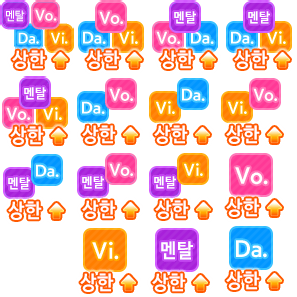 멘탈 Vo. Vo. 멘탈 멘탈
Da. Vi. Da. Vi. Vo. Da. Da. Vi.
상한 상한 상한 상한
멘탈 Vo. Da. Vo.
Vo. Vi. Da. Vi. Vi.
상한 상한 상한 상한
Da. Vo. Vi. Vo.
멘탈 멘탈 멘탈
상한 상한 상한 상한
Vi. 멘탈 Da.
상한 상한 상한